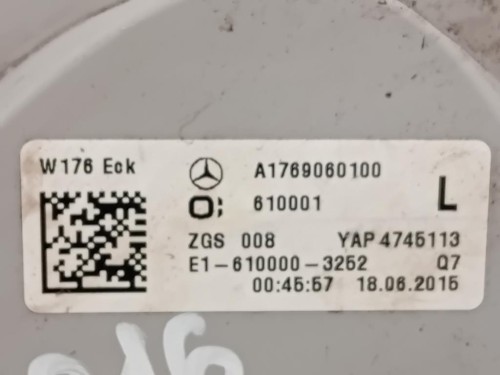 W176 Eck
A1769060100
610001
L
ZGS 008 YAP 4745113
E1-610000-3252 Q7
00:45:57 18.06.2015